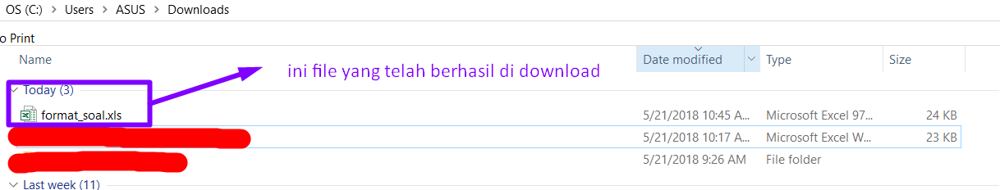 OS (C:) > Users > ASUS > Downloads
o Print
Name Date modified Type Size
ini file yang telah berhasil di download
Today (3)
format_soal.xls 5/21/2018 10:45 A... Microsoft Excel 97... 24 KB
5/21/2018 10:17 A... Microsoft Excel W... 23 KB
5/21/2018 9:26 AM File folder
Last week (11)